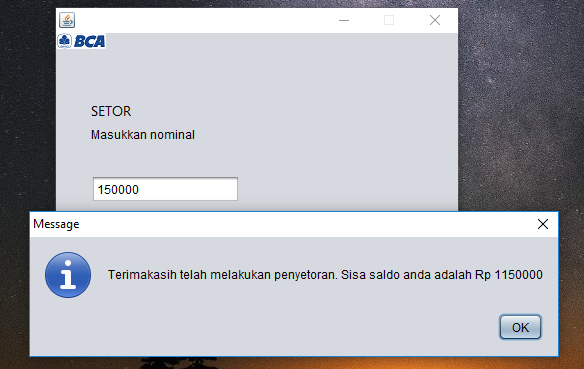 BCA
SETOR
Masukkan nominal
150000
Message
Terimakasih telah melakukan penyetoran. Sisa saldo anda adalah Rp 1150000
OK